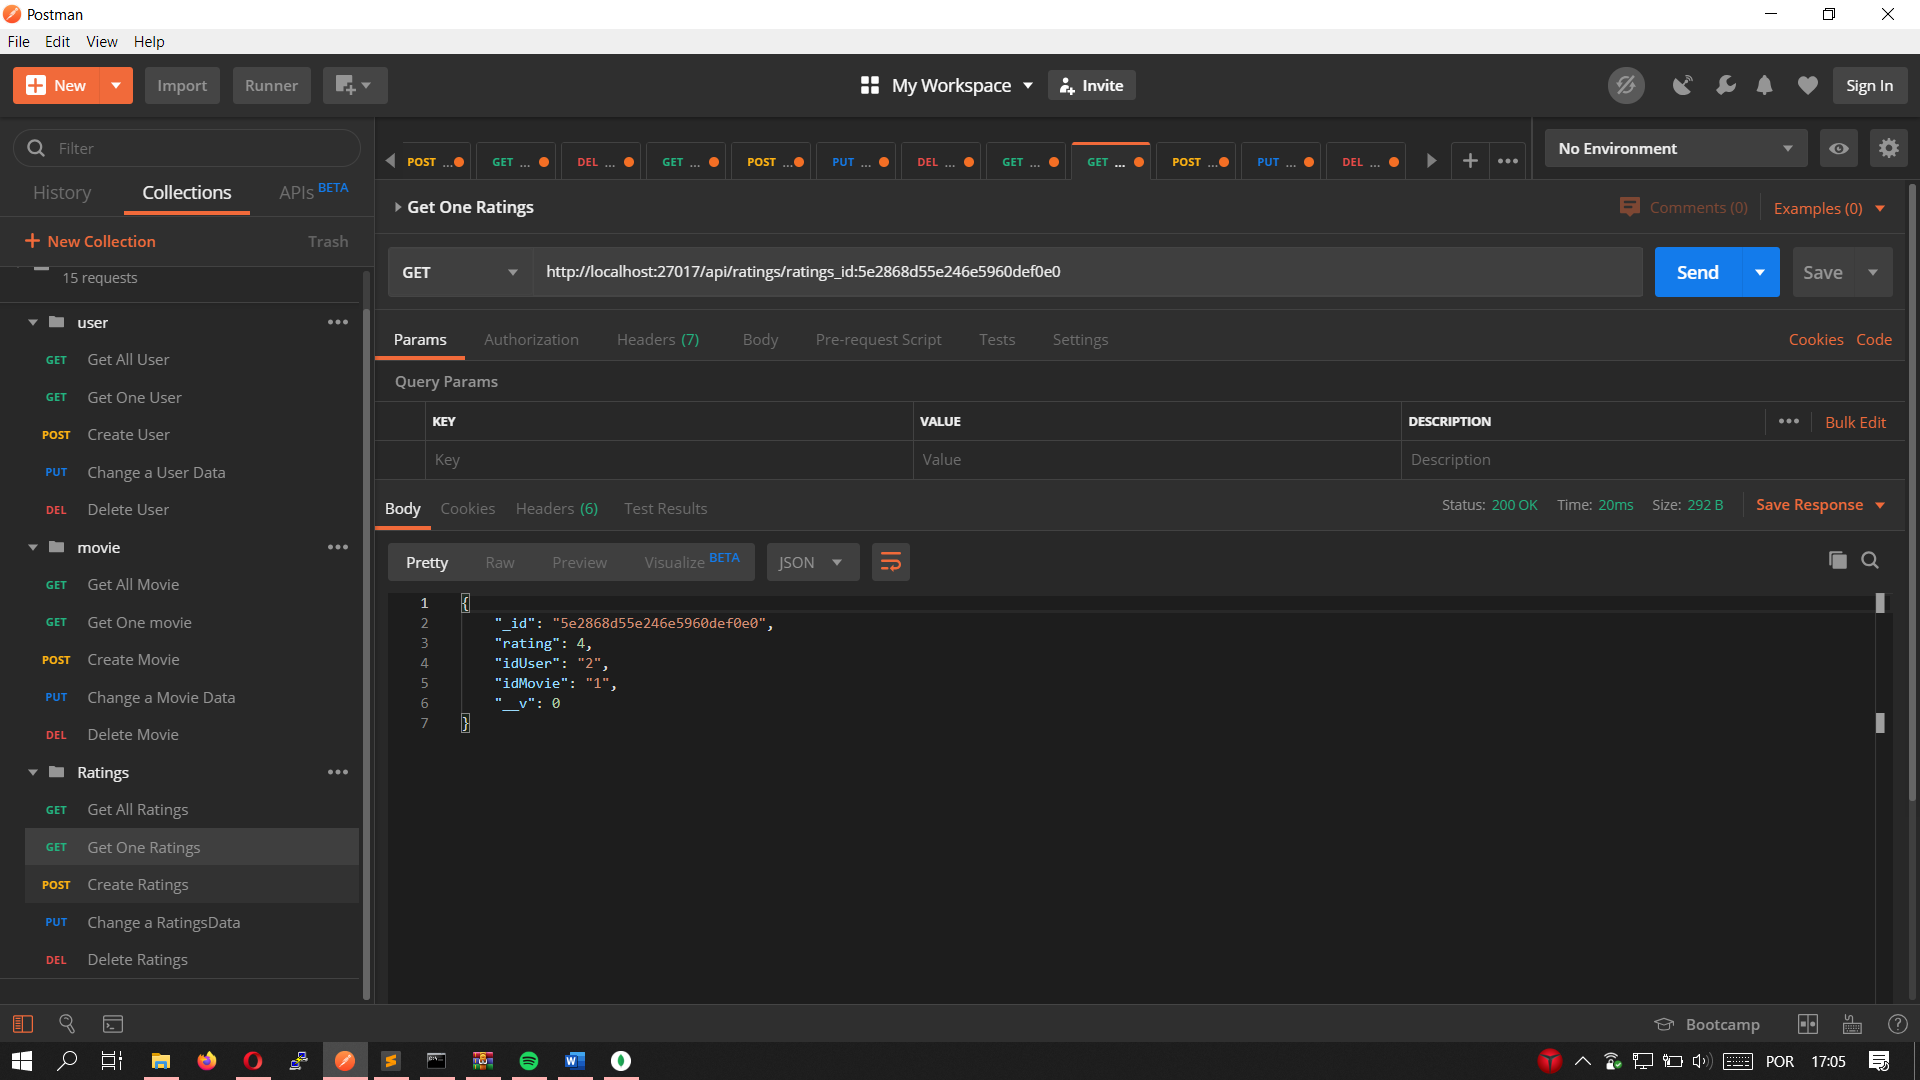 Postman
File Edit View Help
New Import Runner My Workspace Invite Sign In
Filter
POST ... GET ... DEL ... GET ... POST ... PUT ... DEL ... GET ... GET ... POST ... PUT ... DEL ... No Environment
History Collections APIs BETA
Get One Ratings Comments (0) Examples (0)
New Collection Trash
15 requests
GET http://localhost:27017/api/ratings/ratings_id:5e2868d55e246e5960def0e0 Send Save
Params Authorization Headers (7) Body Pre-request Script Tests Settings Cookies Code
Query Params
KEY VALUE DESCRIPTION Bulk Edit
Key Value Description
Body Cookies Headers (6) Test Results Status: 200 OK Time: 20ms Size: 292 B Save Response
Pretty Raw Preview Visualize BETA JSON
1 {
2 "_id": "5e2868d55e246e5960def0e0",
3 "rating": 4,
4 "idUser": "2",
5 "idMovie": "1",
6 "__v": 0
7 }
user
GET Get All User
GET Get One User
POST Create User
PUT Change a User Data
DEL Delete User
movie
GET Get All Movie
GET Get One movie
POST Create Movie
PUT Change a Movie Data
DEL Delete Movie
Ratings
GET Get All Ratings
GET Get One Ratings
POST Create Ratings
PUT Change a RatingsData
DEL Delete Ratings
Bootcamp
POR 17:05